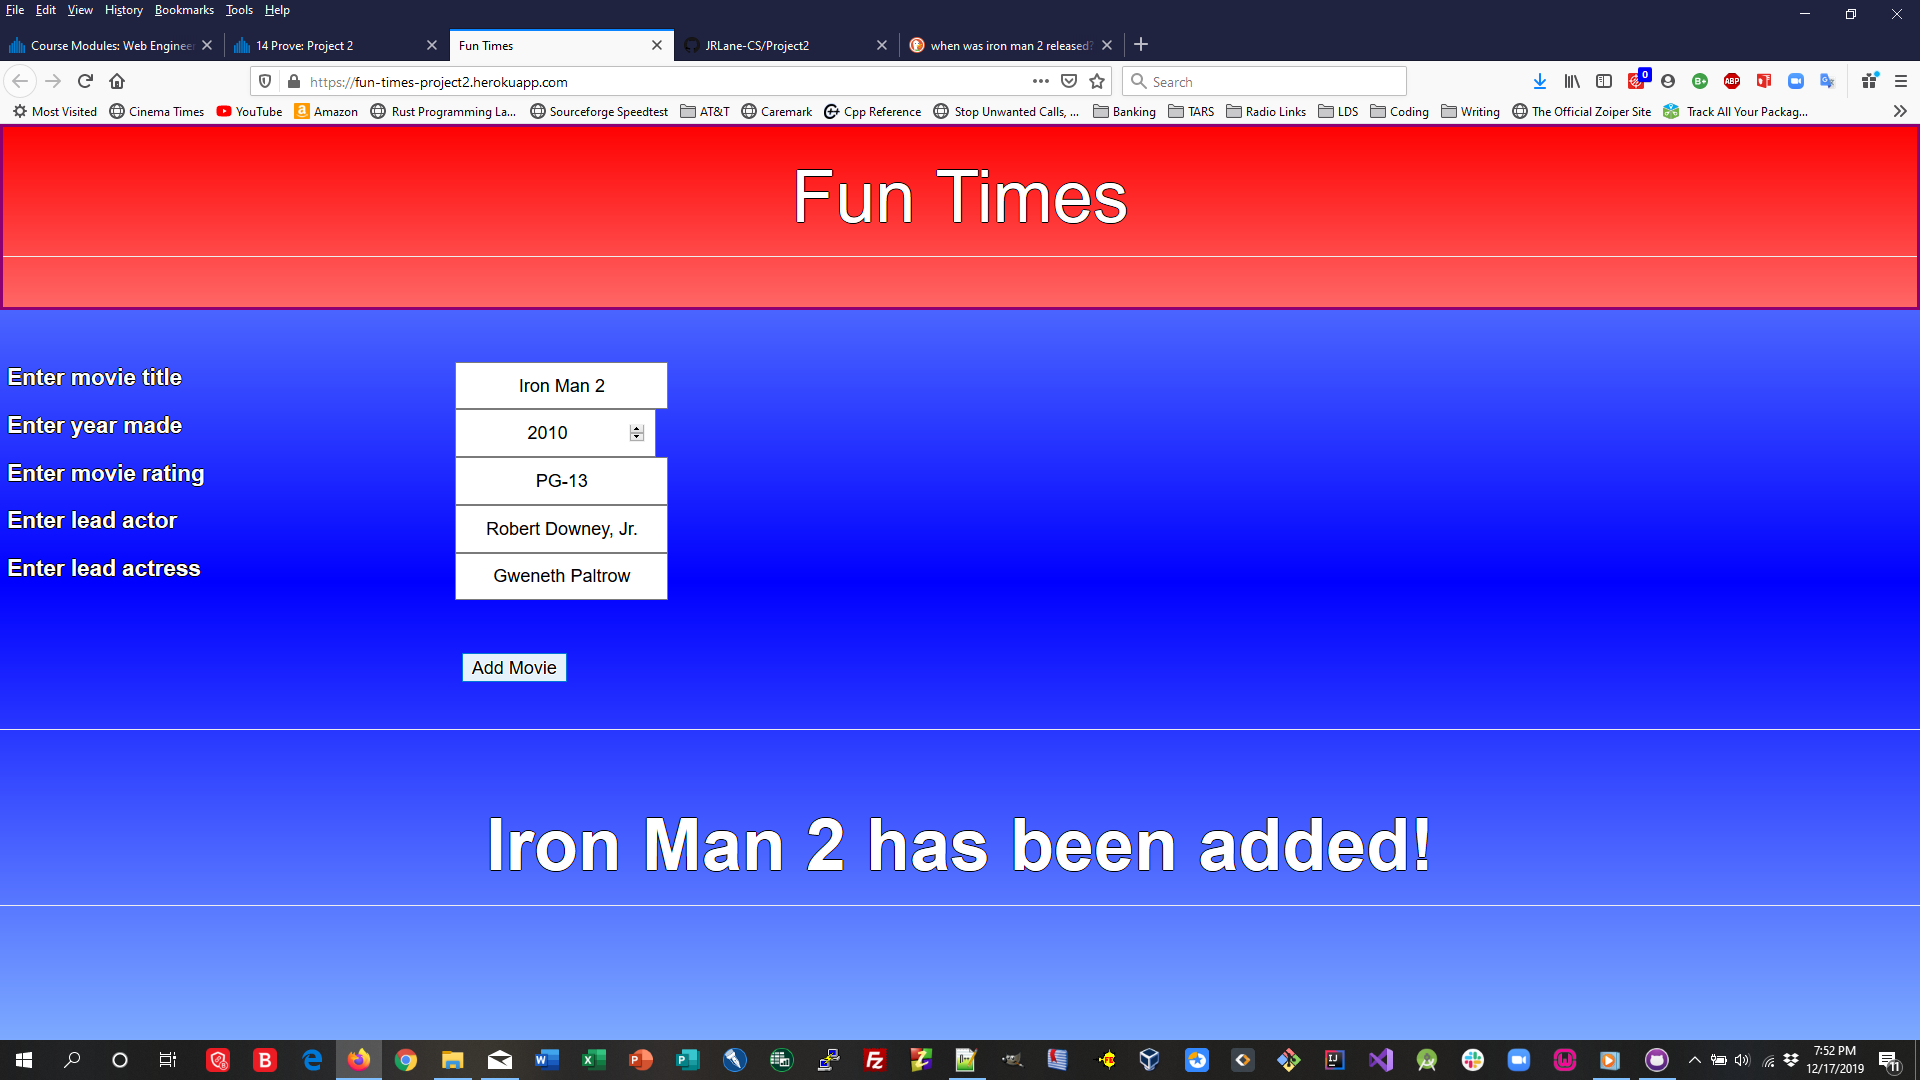 File Edit View History Bookmarks Tools Help
Course Modules: Web Enginee
14 Prove: Project 2
Fun Times
JRLane-CS/Project2
when was iron man 2 released?
https://fun-times-project2.herokuapp.com
Search
0
Most Visited Cinema Times YouTube Amazon Rust Programming La... Sourceforge Speedtest AT&T Caremark Cpp Reference Stop Unwanted Calls, ... Banking TARS Radio Links LDS Coding Writing The Official Zoiper Site Track All Your Packag...
Fun Times
Enter movie title Iron Man 2
Enter year made 2010
Enter movie rating PG-13
Enter lead actor Robert Downey, Jr.
Enter lead actress Gweneth Paltrow
Add Movie
Iron Man 2 has been added!
7:52 PM
12/17/2019
11